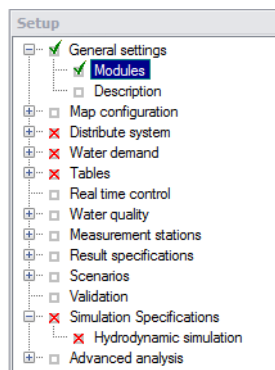 Setup
General settings
Modules
Description
Map configuration
Distribute system
Water demand
Tables
Real time control
Water quality
Measurement stations
Result specifications
Scenarios
Validation
Simulation Specifications
Hydrodynamic simulation
Advanced analysis